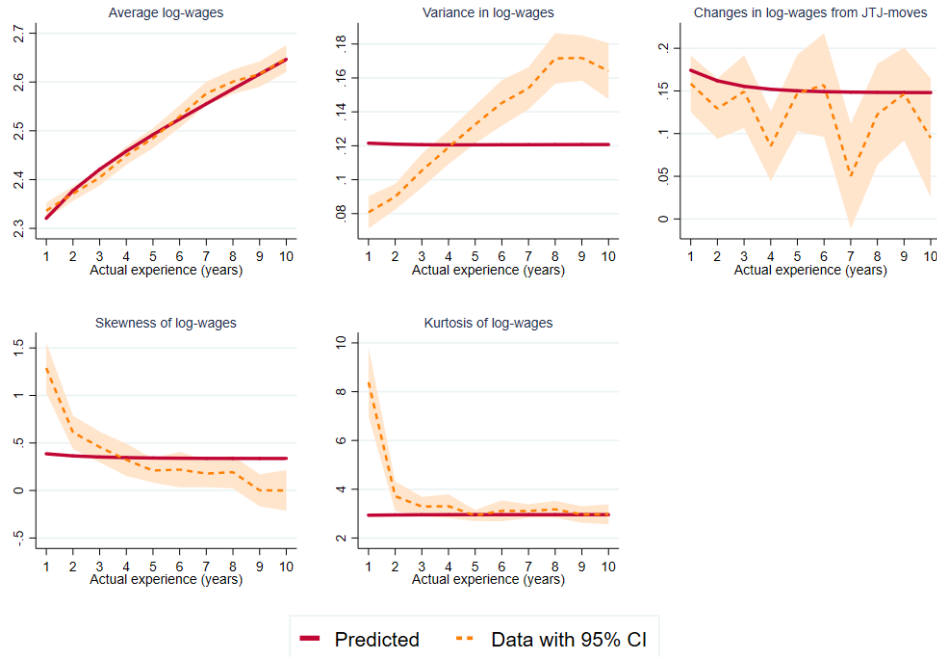 Average log-wages
2.7
2.6
2.5
2.4
2.3
1 2 3 4 5 6 7 8 9 10
Actual experience (years)
Variance in log-wages
.18
.16
.14
.12
.1
.08
1 2 3 4 5 6 7 8 9 10
Actual experience (years)
Changes in log-wages from JTJ-moves
.2
.15
.1
.05
0
1 2 3 4 5 6 7 8 9 10
Actual experience (years)
Skewness of log-wages
1.5
1
.5
0
-.5
1 2 3 4 5 6 7 8 9 10
Actual experience (years)
Kurtosis of log-wages
10
8
6
4
2
1 2 3 4 5 6 7 8 9 10
Actual experience (years)
Predicted Data with 95% CI